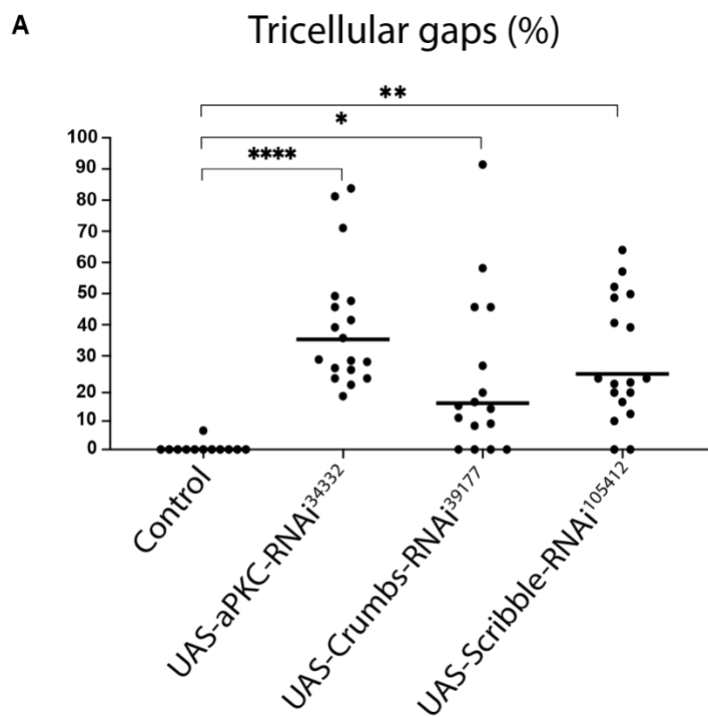 A
Tricellular gaps (%)
**
*
****
100
90
80
70
60
50
40
30
20
10
0
Control
UAS-aPKC-RNAi34332
UAS-Crumbs-RNAi39177
UAS-Scribble-RNAi105412